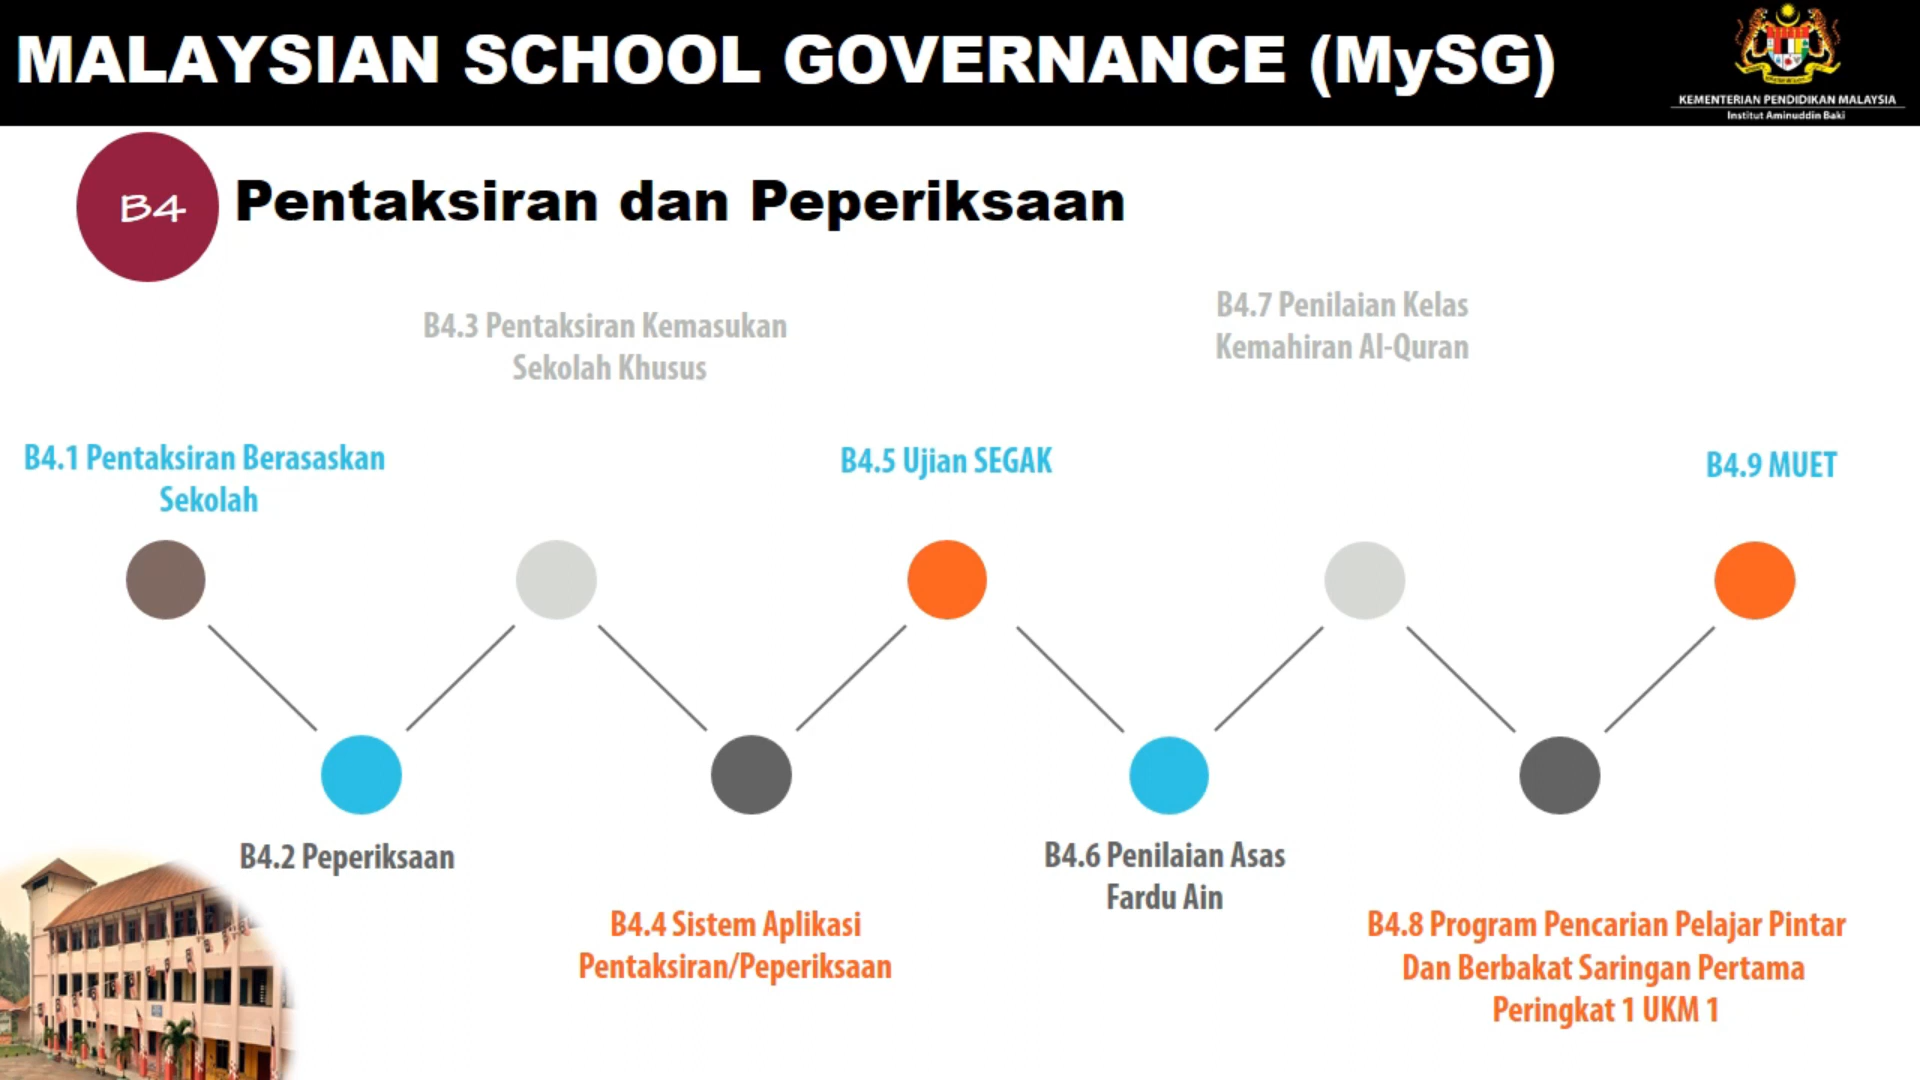 MALAYSIAN SCHOOL GOVERNANCE (MySG)
KEMENTERIAN PENDIDIKAN MALAYSIA
Institut Aminuddin Baki
B4
Pentaksiran dan Peperiksaan
B4.3 Pentaksiran Kemasukan
Sekolah Khusus
B4.7 Penilaian Kelas
Kemahiran Al-Quran
B4.1 Pentaksiran Berasaskan
Sekolah
B4.5 Ujian SEGAK
B4.9 MUET
B4.2 Peperiksaan
B4.6 Penilaian Asas
Fardu Ain
B4.4 Sistem Aplikasi
Pentaksiran/Peperiksaan
B4.8 Program Pencarian Pelajar Pintar
Dan Berbakat Saringan Pertama
Peringkat 1 UKM 1